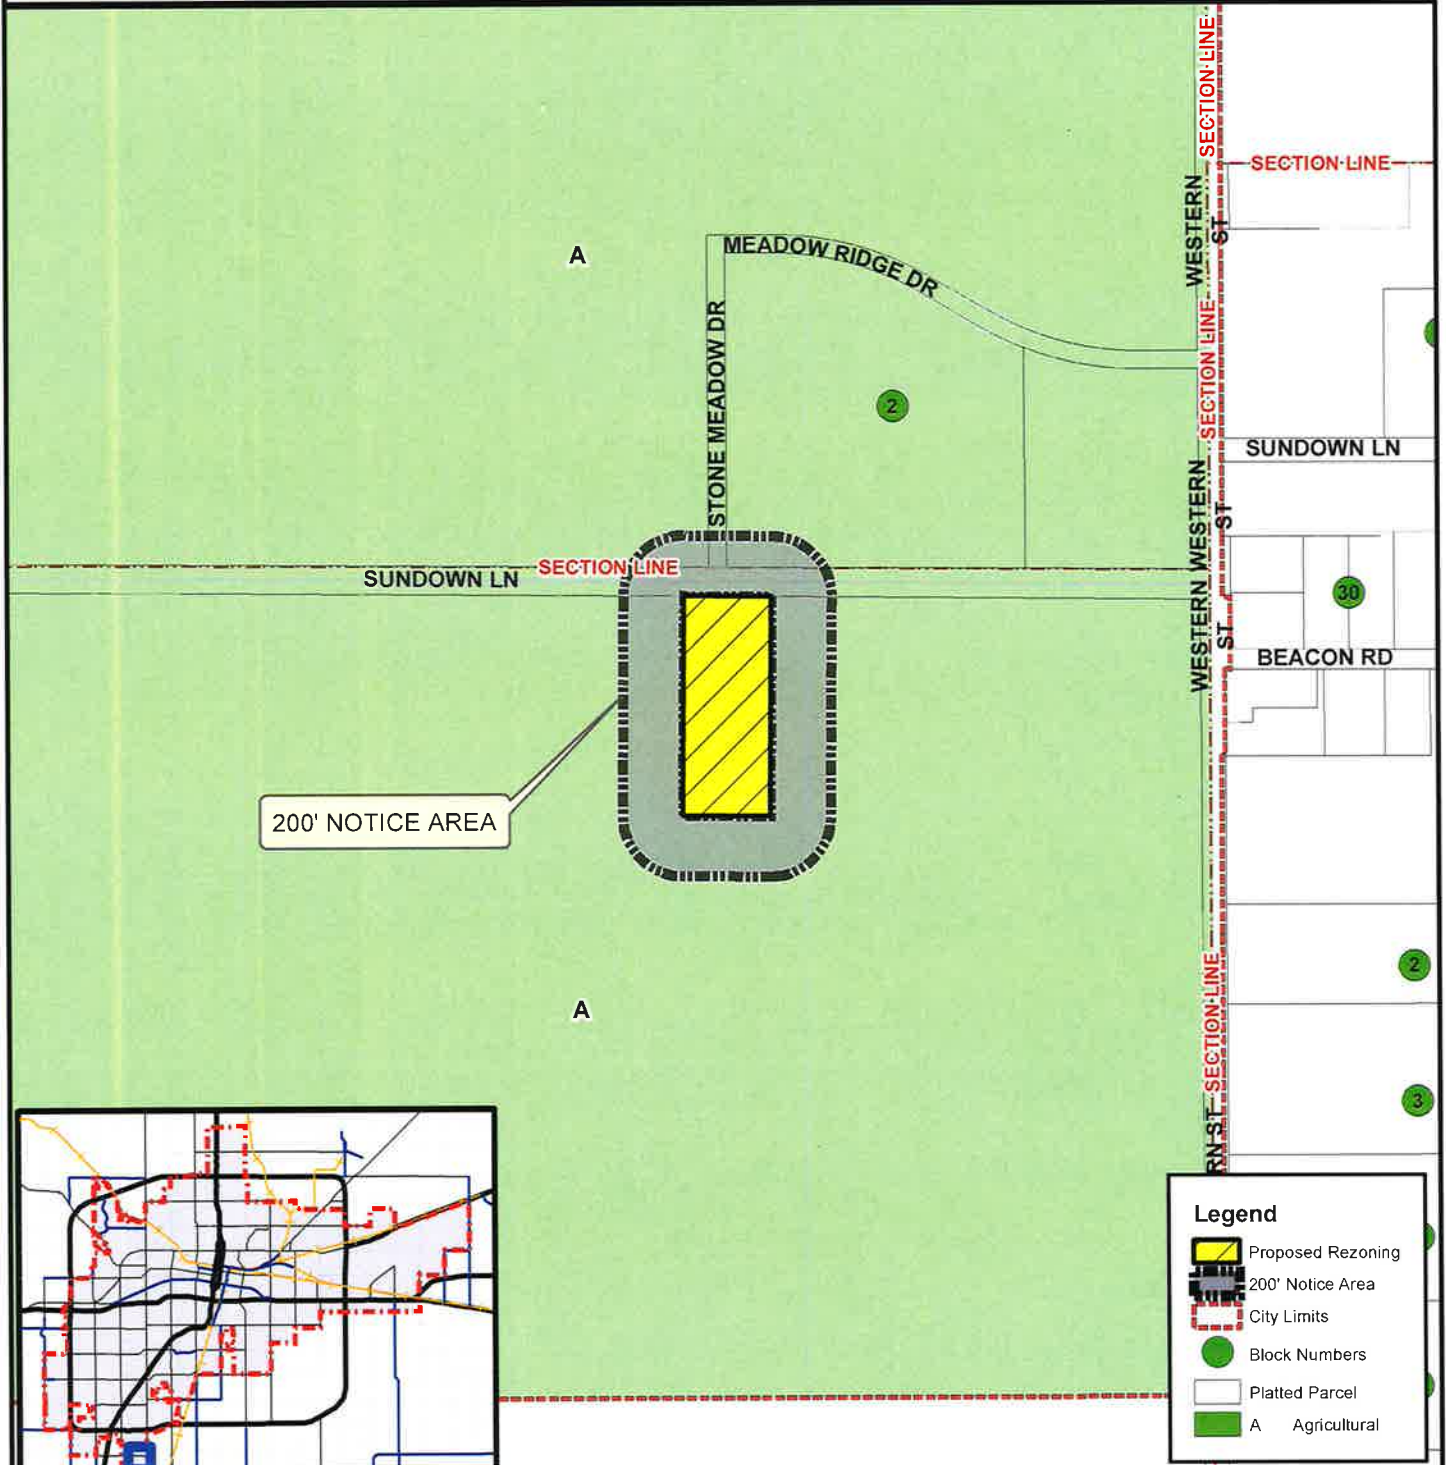 SECTION LINE
SECTION LINE
WESTERN
ST
A
MEADOW RIDGE DR
STONE MEADOW DR
2
SECTION LINE
SUNDOWN LN
WESTERN
ST
SECTION LINE
SUNDOWN LN
30
WESTERN
ST
BEACON RD
200' NOTICE AREA
2
A
SECTION LINE
3
RN ST
Legend
Proposed Rezoning
200' Notice Area
City Limits
Block Numbers
Platted Parcel
A Agricultural